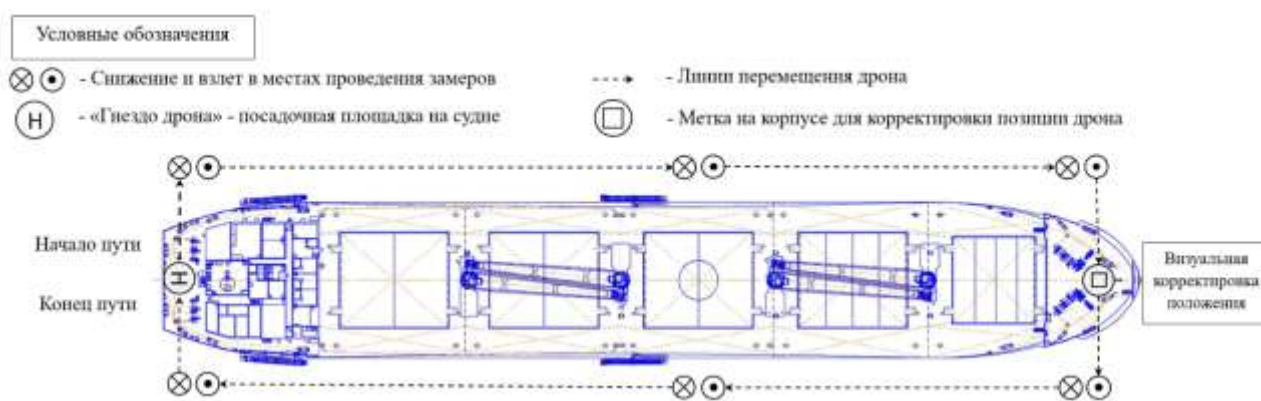 Условные обозначения
- Снижение и взлет в местах проведения замеров
- Линии перемещения дрона
H
- «Гнездо дрона» - посадочная площадка на судне
- Метка на корпусе для корректировки позиции дрона
Начало пути
H
Конец пути
Визуальная
корректировка
положения